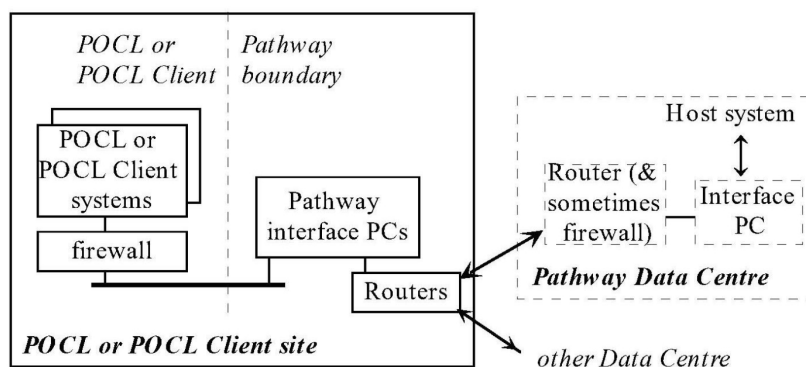 POCL or
POCL Client
Pathway
boundary
POCL or
POCL Client
systems
firewall
Pathway
interface PCs
Routers
POCL or POCL Client site
Host system
Router (&
sometimes
firewall)
Interface
PC
Pathway Data Centre
other Data Centre